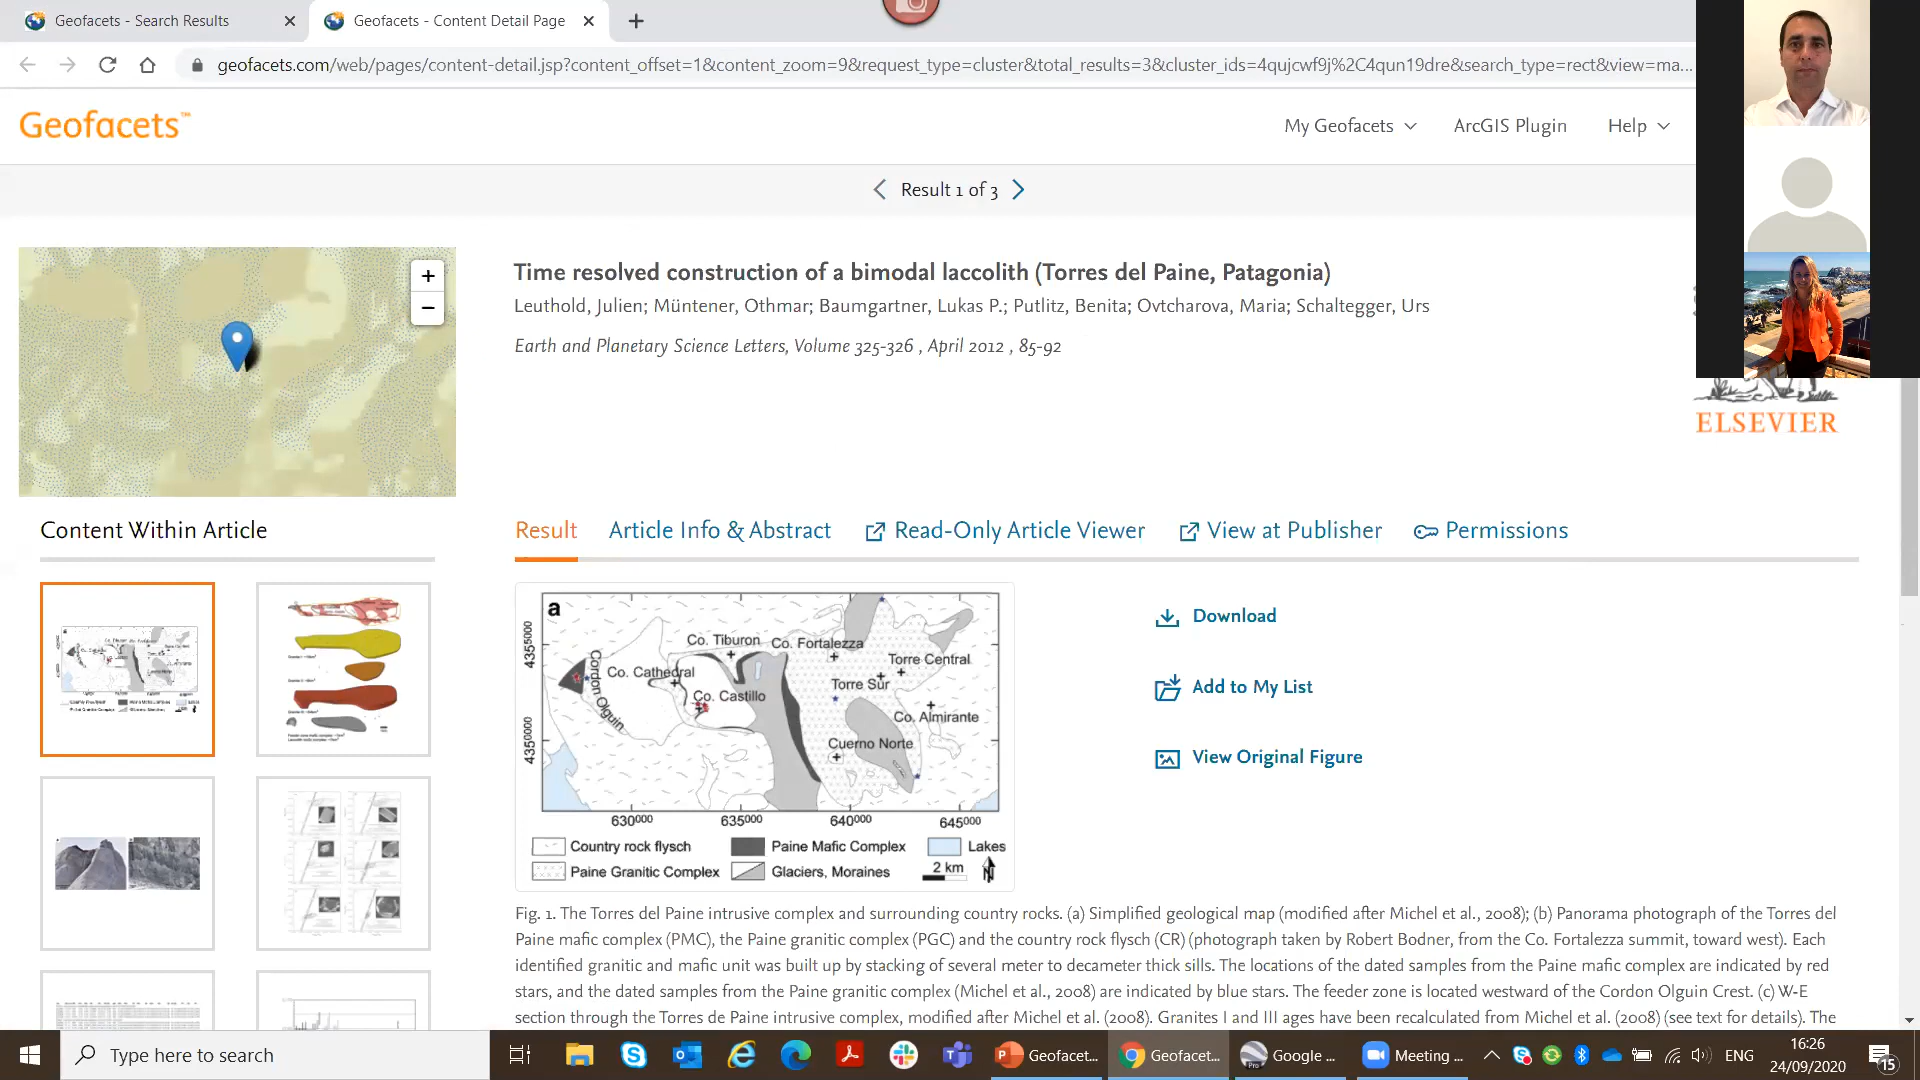 Geofacets - Search Results
Geofacets - Content Detail Page
geofacets.com/web/pages/content-detail.jsp?content_offset=1&content_zoom=9&request_type=cluster&total_results=3&cluster_ids=4qujcwf9j%2C4qun19dre&search_type=rect&view=ma...
Geofacets™
My Geofacets
ArcGIS Plugin
Help
Result 1 of 3
+
−
Time resolved construction of a bimodal laccolith (Torres del Paine, Patagonia)
Leuthold, Julien; Müntener, Othmar; Baumgartner, Lukas P.; Putlitz, Benita; Ovtcharova, Maria; Schaltegger, Urs
Earth and Planetary Science Letters, Volume 325-326 , April 2012 , 85-92
ELSEVIER
Content Within Article
Result
Article Info & Abstract
Read-Only Article Viewer
View at Publisher
Permissions
a
4355000
4350000
Co. Tiburon
Co. Fortalezza
Co. Cathedral
Torre Central
Cordon Olguin
Co. Castillo
Torre Sur
Co. Almirante
Cuerno Norte
630000
635000
640000
645000
Country rock flysch
Paine Mafic Complex
Lakes
Paine Granitic Complex
Glaciers, Moraines
2 km
N
Download
Add to My List
View Original Figure
Fig. 1. The Torres del Paine intrusive complex and surrounding country rocks. (a) Simplified geological map (modified after Michel et al., 2008); (b) Panorama photograph of the Torres del
Paine mafic complex (PMC), the Paine granitic complex (PGC) and the country rock flysch (CR) (photograph taken by Robert Bodner, from the Co. Fortalezza summit, toward west). Each
identified granitic and mafic unit was built up by stacking of several meter to decameter thick sills. The locations of the dated samples from the Paine mafic complex are indicated by red
stars, and the dated samples from the Paine granitic complex (Michel et al., 2008) are indicated by blue stars. The feeder zone is located westward of the Cordon Olguin Crest. (c) W-E
section through the Torres de Paine intrusive complex, modified after Michel et al. (2008). Granites I and III ages have been recalculated from Michel et al. (2008) (see text for details). The
Type here to search
Geofacet...
Geofacet...
Google ...
Meeting ...
ENG
16:26
24/09/2020
15